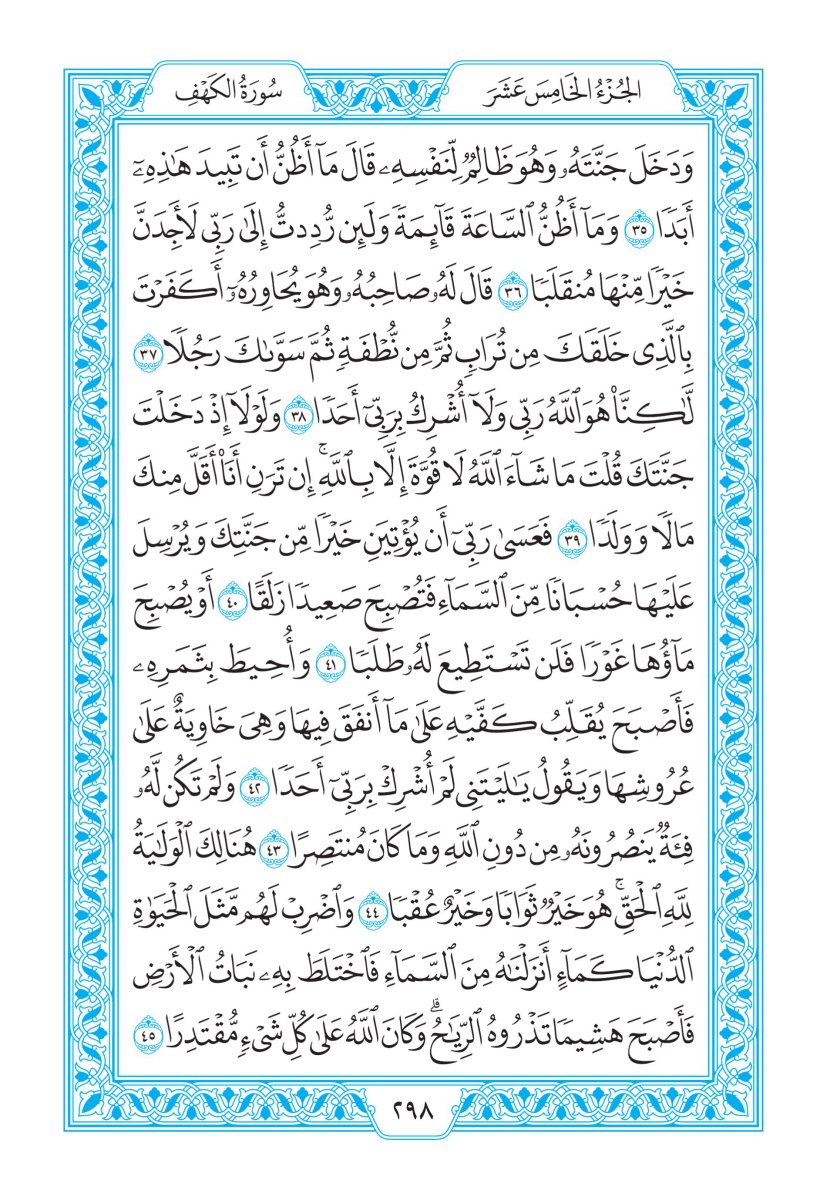 الجُزْءُ الخَامِسَ عَشَرَ
سُورَةُ الكَهْفِ
وَدَخَلَ جَنَّتَهُۥ وَهُوَ ظَالِمٌ لِّنَفْسِهِۦ قَالَ مَآ أَظُنُّ أَن تَبِيدَ هَٰذِهِۦٓ
أَبَدًا ٣٥ وَمَآ أَظُنُّ ٱلسَّاعَةَ قَآئِمَةً وَلَئِن رُّدِدتُّ إِلَىٰ رَبِّى لَأَجِدَنَّ
خَيْرًا مِّنْهَا مُنقَلَبًا ٣٦ قَالَ لَهُۥ صَاحِبُهُۥ وَهُوَ يُحَاوِرُهُۥٓ أَكَفَرْتَ
بِٱلَّذِى خَلَقَكَ مِن تُرَابٍ ثُمَّ مِن نُّطْفَةٍ ثُمَّ سَوَّىٰكَ رَجُلًا ٣٧
لَّٰكِنَّا۠ هُوَ ٱللَّهُ رَبِّى وَلَآ أُشْرِكُ بِرَبِّىٓ أَحَدًا ٣٨ وَلَوْلَآ إِذْ دَخَلْتَ
جَنَّتَكَ قُلْتَ مَا شَآءَ ٱللَّهُ لَا قُوَّةَ إِلَّا بِٱللَّهِۚ إِن تَرَنِ أَنَا۠ أَقَلَّ مِنكَ
مَالًا وَوَلَدًا ٣٩ فَعَسَىٰ رَبِّىٓ أَن يُؤْتِيَنِ خَيْرًا مِّن جَنَّتِكَ وَيُرْسِلَ
عَلَيْهَا حُسْبَانًا مِّنَ ٱلسَّمَآءِ فَتُصْبِحَ صَعِيدًا زَلَقًا ٤٠ أَوْ يُصْبِحَ
مَآؤُهَا غَوْرًا فَلَن تَسْتَطِيعَ لَهُۥ طَلَبًا ٤١ وَأُحِيطَ بِثَمَرِهِۦ
فَأَصْبَحَ يُقَلِّبُ كَفَّيْهِ عَلَىٰ مَآ أَنفَقَ فِيهَا وَهِىَ خَاوِيَةٌ عَلَىٰ
عُرُوشِهَا وَيَقُولُ يَٰلَيْتَنِى لَمْ أُشْرِكْ بِرَبِّىٓ أَحَدًا ٤٢ وَلَمْ تَكُن لَّهُۥ
فِئَةٌ يَنصُرُونَهُۥ مِن دُونِ ٱللَّهِ وَمَا كَانَ مُنتَصِرًا ٤٣ هُنَالِكَ ٱلْوَلَٰيَةُ
لِلَّهِ ٱلْحَقِّۚ هُوَ خَيْرٌ ثَوَابًا وَخَيْرٌ عُقْبًا ٤٤ وَٱضْرِبْ لَهُم مَّثَلَ ٱلْحَيَوٰةِ
ٱلدُّنْيَا كَمَآءٍ أَنزَلْنَٰهُ مِنَ ٱلسَّمَآءِ فَٱخْتَلَطَ بِهِۦ نَبَاتُ ٱلْأَرْضِ
فَأَصْبَحَ هَشِيمًا تَذْرُوهُ ٱلرِّيَٰحُۗ وَكَانَ ٱللَّهُ عَلَىٰ كُلِّ شَىْءٍ مُّقْتَدِرًا ٤٥
٢٩٨